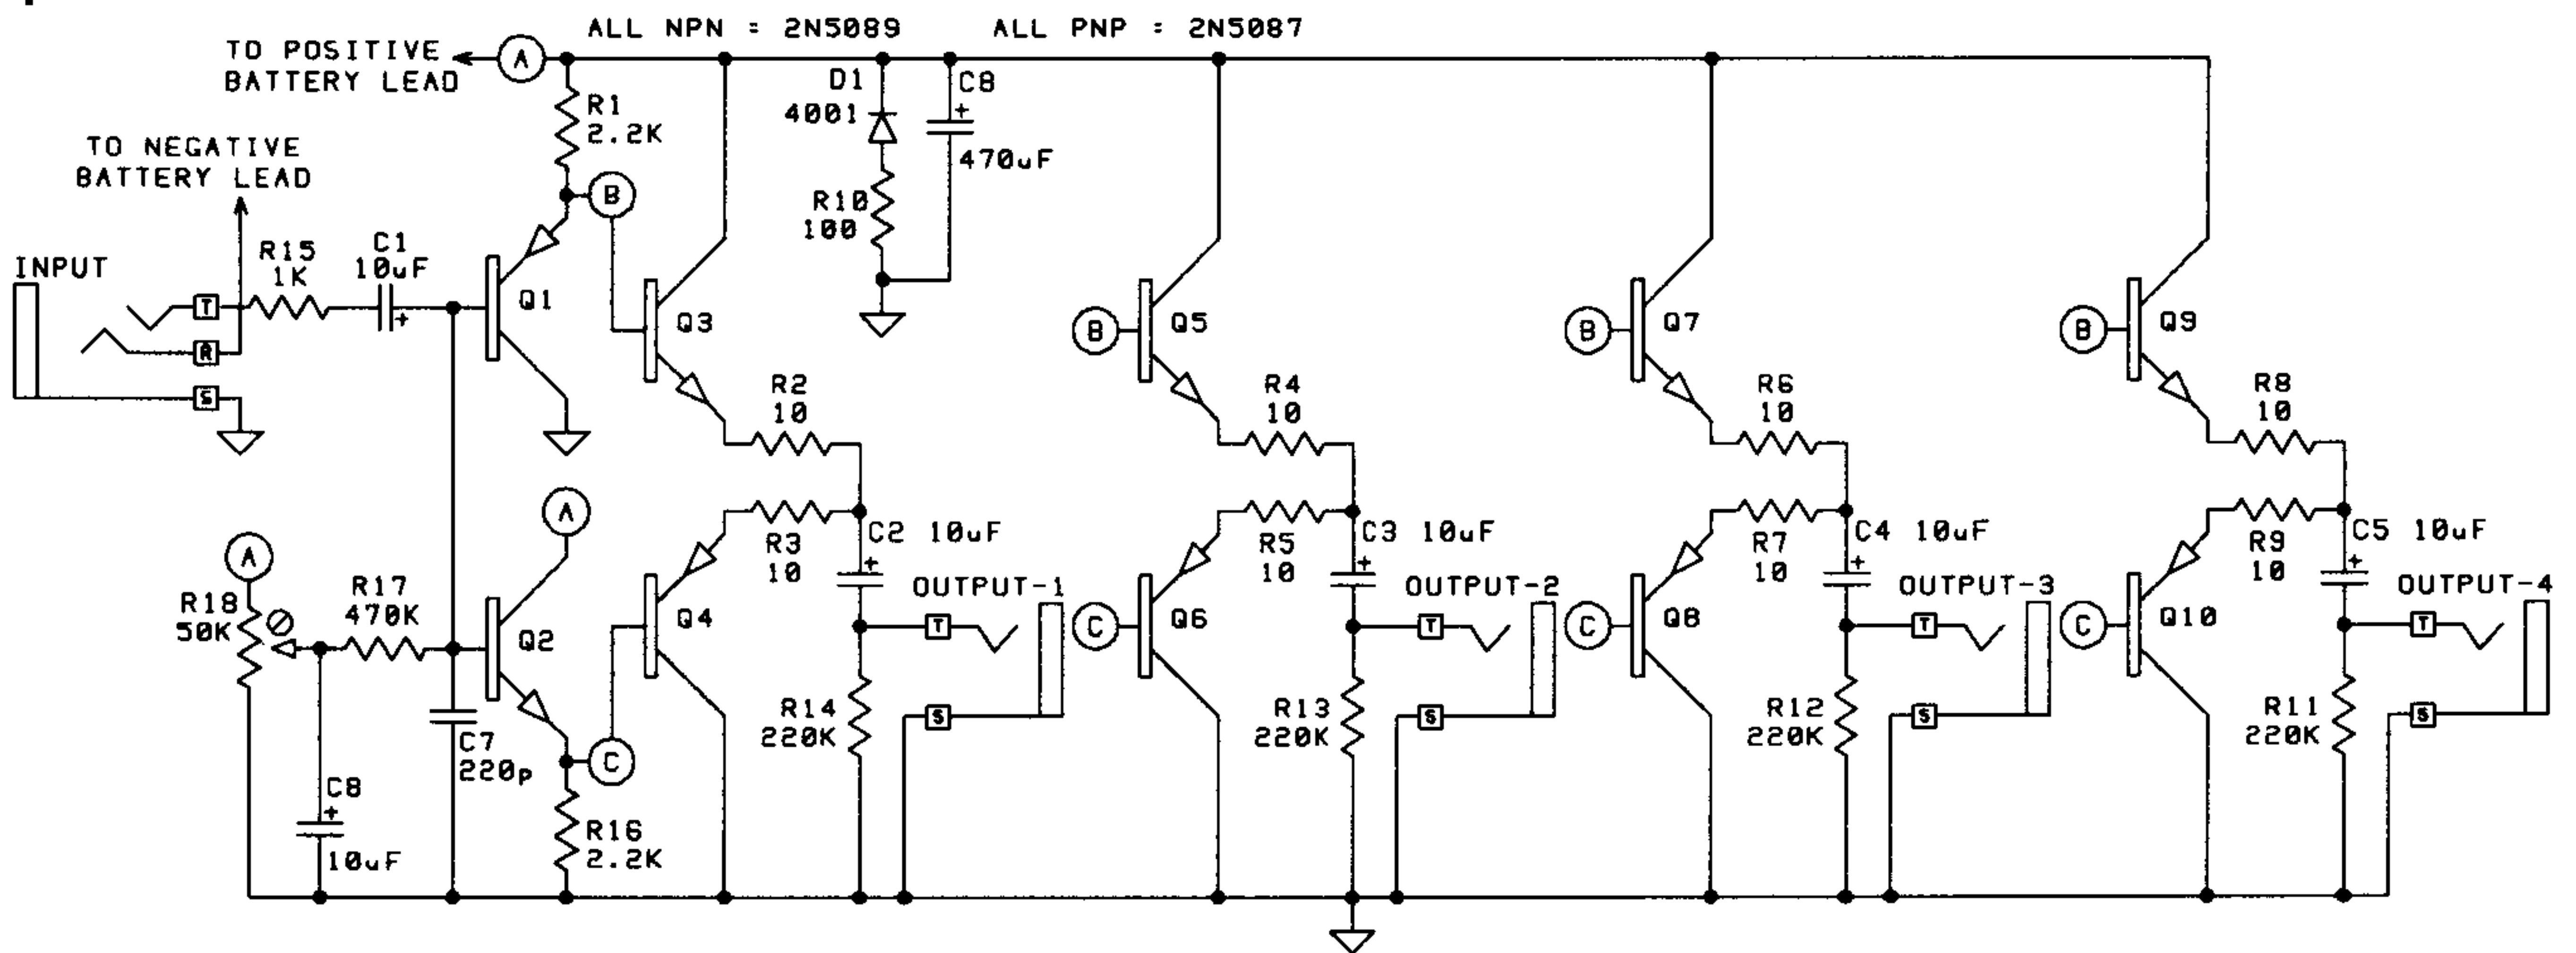 ALL NPN = 2N5089
ALL PNP = 2N5087
TO POSITIVE
BATTERY LEAD
A
D1
4001
C8
470uF
R1
2.2K
TO NEGATIVE
BATTERY LEAD
B
R10
100
INPUT
R15
1K
C1
10uF
T
R
S
Q1
Q3
B
Q5
B
Q7
B
Q9
R2
10
R4
10
R6
10
R8
10
A
A
R18
50K
R17
470K
Q2
R3
10
C2 10uF
OUTPUT-1
Q4
T
S
R14
220K
C
Q6
R5
10
C3 10uF
OUTPUT-2
T
S
R13
220K
C
Q8
R7
10
C4 10uF
OUTPUT-3
T
S
R12
220K
C
Q10
R9
10
C5 10uF
OUTPUT-4
T
S
R11
220K
C7
220p
C
C8
10uF
R16
2.2K